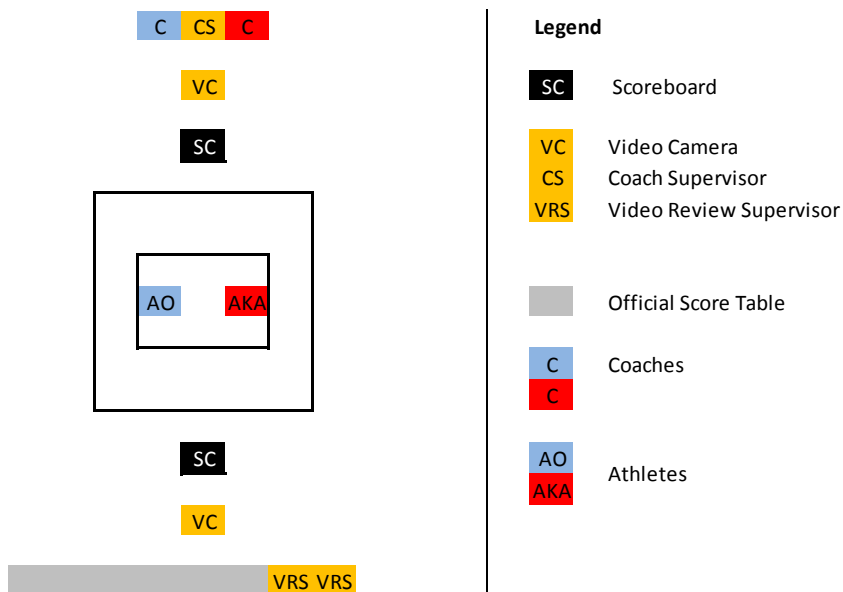 C CS C
VC
SC
AO AKA
SC
VC
VRS VRS
Legend
SC Scoreboard
VC Video Camera
CS Coach Supervisor
VRS Video Review Supervisor
Official Score Table
C Coaches
C
AO
Athletes
AKA